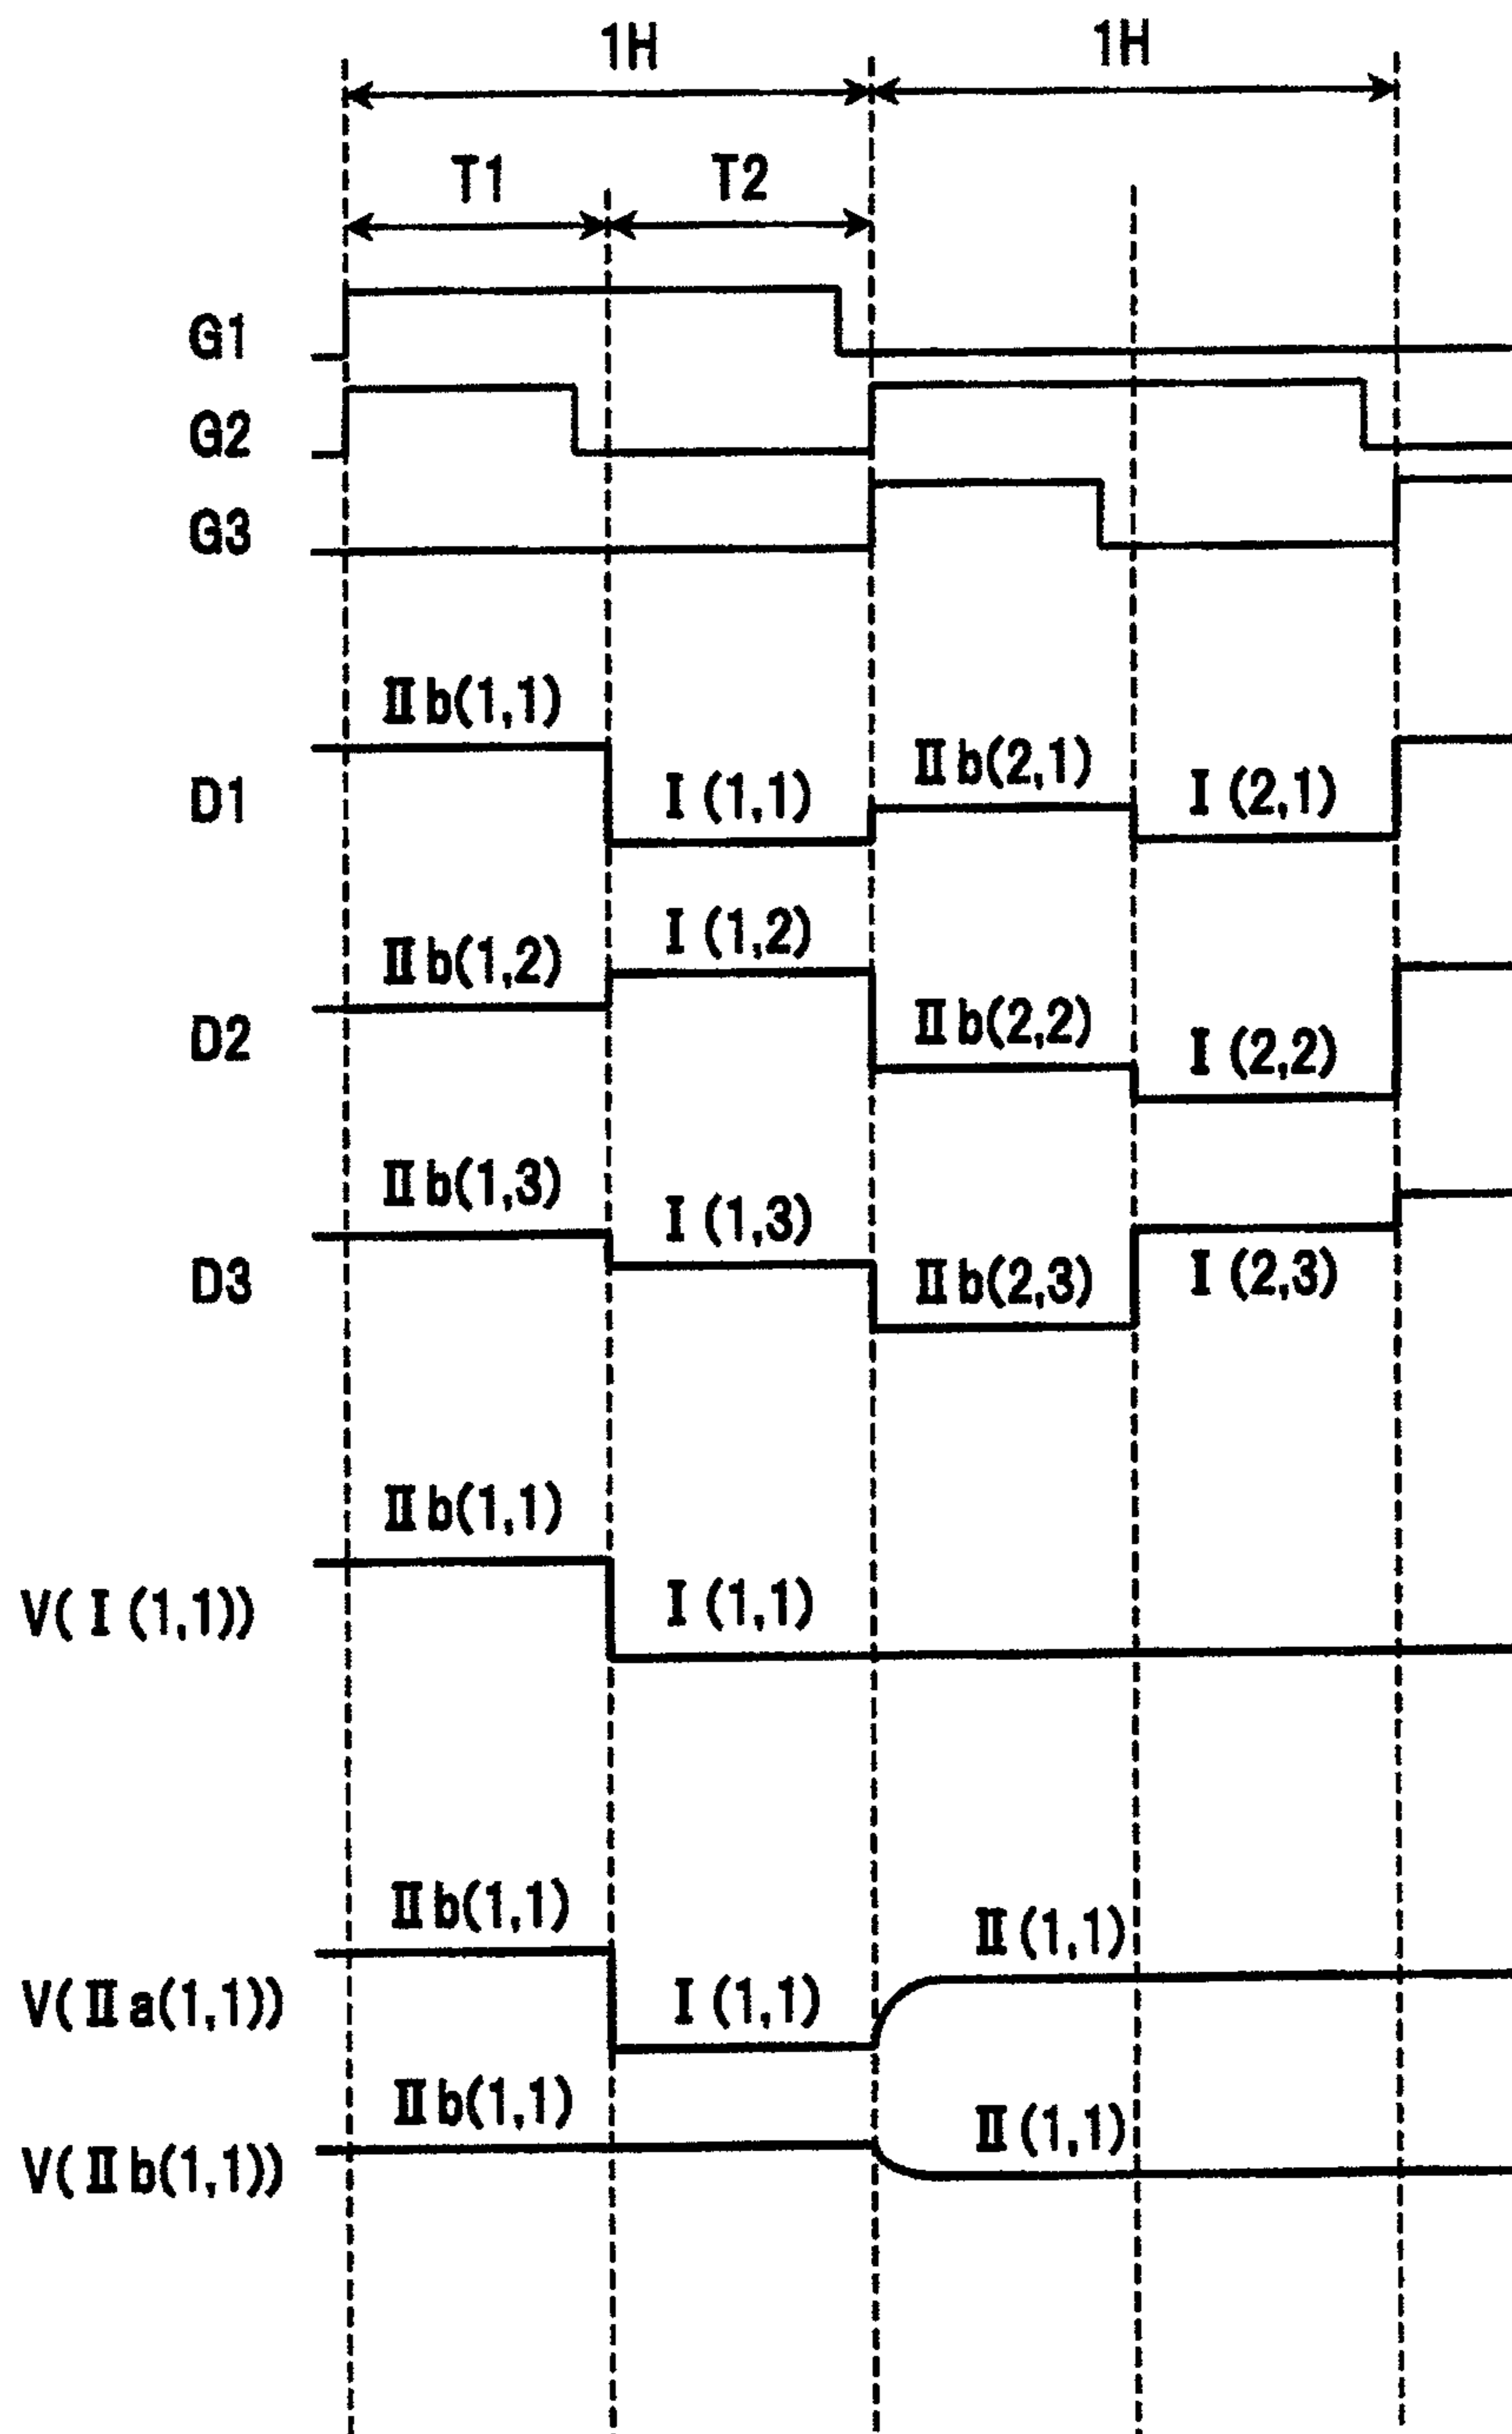 1H 1H
T1 T2
G1
G2
G3
Ⅱb(1,1)
Ⅱb(2,1)
D1 Ⅰ(1,1) Ⅰ(2,1)
Ⅰ(1,2)
Ⅱb(1,2)
Ⅱb(2,2)
D2 Ⅰ(2,2)
Ⅱb(1,3)
Ⅰ(1,3)
D3 Ⅱb(2,3) Ⅰ(2,3)
Ⅱb(1,1)
V(Ⅰ(1,1)) Ⅰ(1,1)
Ⅱb(1,1)
Ⅱ(1,1)
V(Ⅱa(1,1)) Ⅰ(1,1)
Ⅱb(1,1)
Ⅱ(1,1)
V(Ⅱb(1,1))